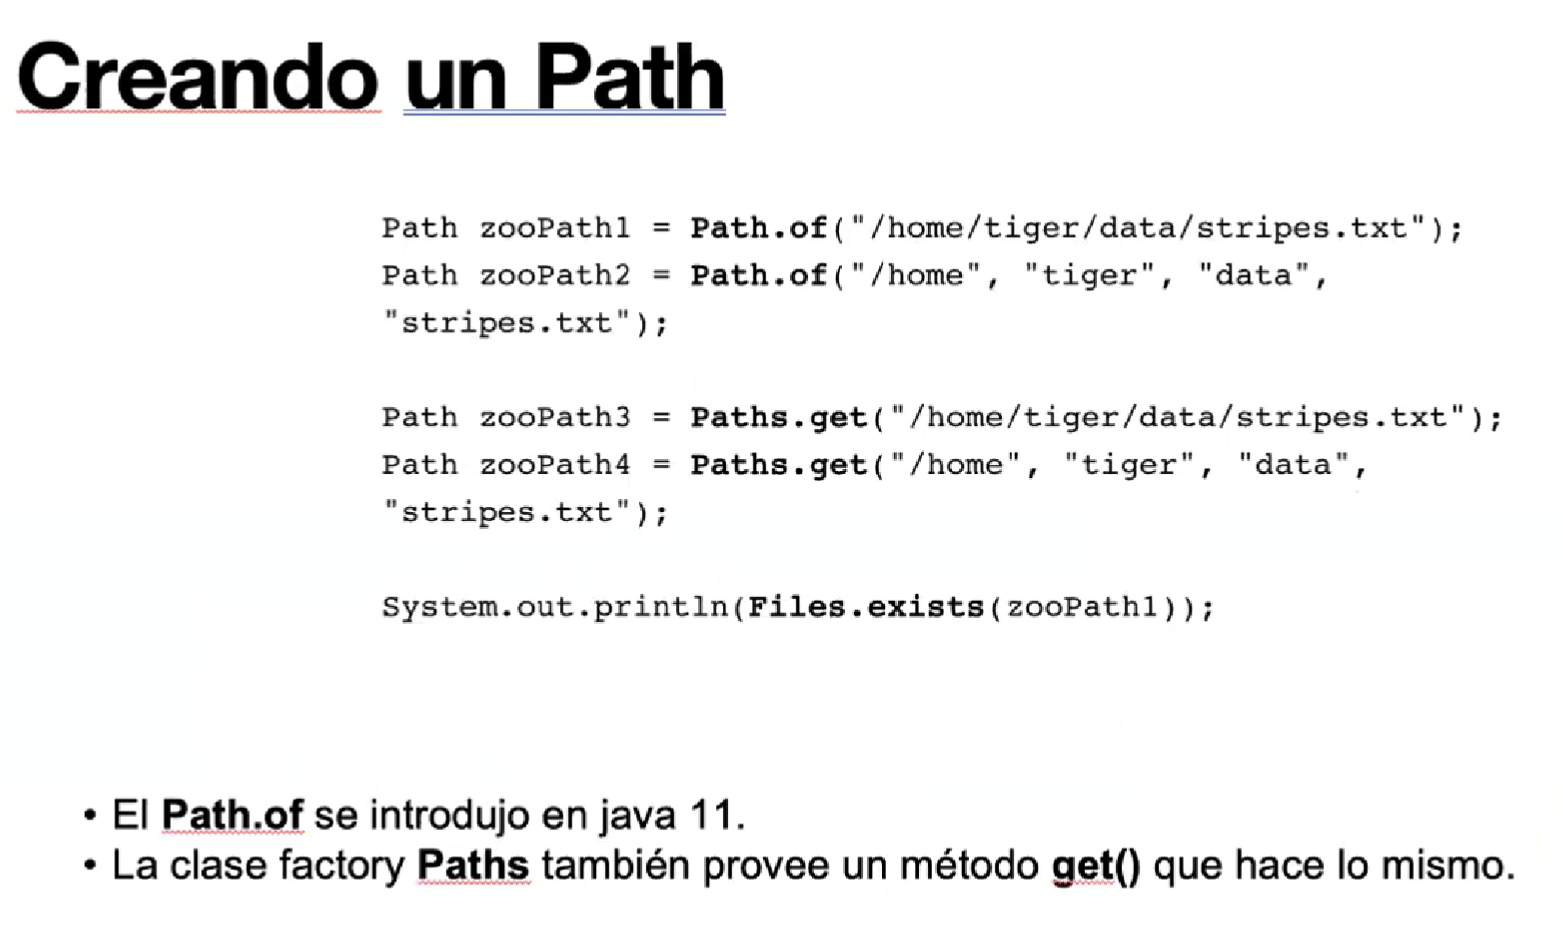 Creando un Path
Path zooPath1 = Path.of("/home/tiger/data/stripes.txt");
Path zooPath2 = Path.of("/home", "tiger", "data",
"stripes.txt");
Path zooPath3 = Paths.get("/home/tiger/data/stripes.txt");
Path zooPath4 = Paths.get("/home", "tiger", "data",
"stripes.txt");
System.out.println(Files.exists(zooPath1));
• El Path.of se introdujo en java 11.
• La clase factory Paths también provee un método get() que hace lo mismo.